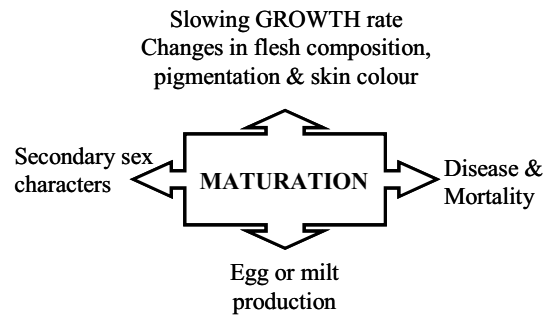 Slowing GROWTH rate
Changes in flesh composition,
pigmentation & skin colour
Secondary sex
characters
MATURATION
Disease &
Mortality
Egg or milt
production